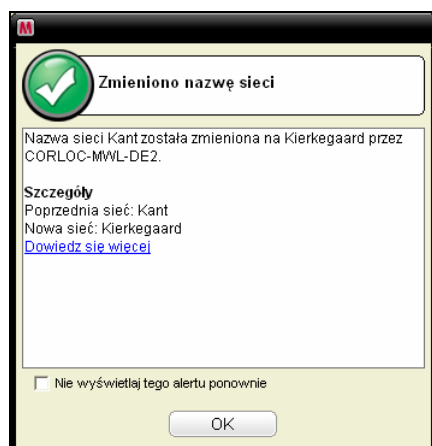 M
Zmieniono nazwę sieci
Nazwa sieci Kant została zmieniona na Kierkegaard przez
CORLOC-MWL-DE2.
Szczegóły
Poprzednia sieć: Kant
Nowa sieć: Kierkegaard
Dowiedz się więcej
Nie wyświetlaj tego alertu ponownie
OK